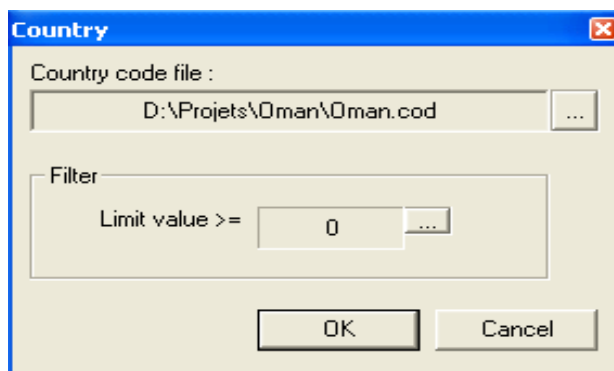 Country
Country code file :
D:\Projets\Oman\Oman.cod
...
Filter
Limit value >=
0
...
OK
Cancel